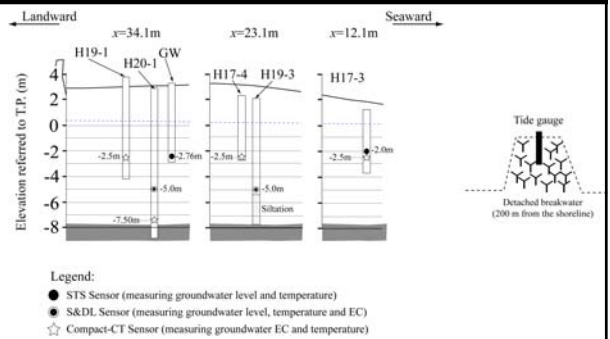 Landward
Seaward
x=34.1m
x=23.1m
x=12.1m
H19-1
H20-1
GW
H17-4
H19-3
H17-3
Elevation referred to T.P. (m)
4
2
0
-2
-4
-6
-8
-2.5m
-2.76m
-5.0m
-7.50m
-2.5m
-5.0m
Siltation
-2.0m
-2.5m
Tide gauge
Detached breakwater
(200 m from the shoreline)
Legend:
STS Sensor (measuring groundwater level and temperature)
S&DL Sensor (measuring groundwater level, temperature and EC)
Compact-CT Sensor (measuring groundwater EC and temperature)